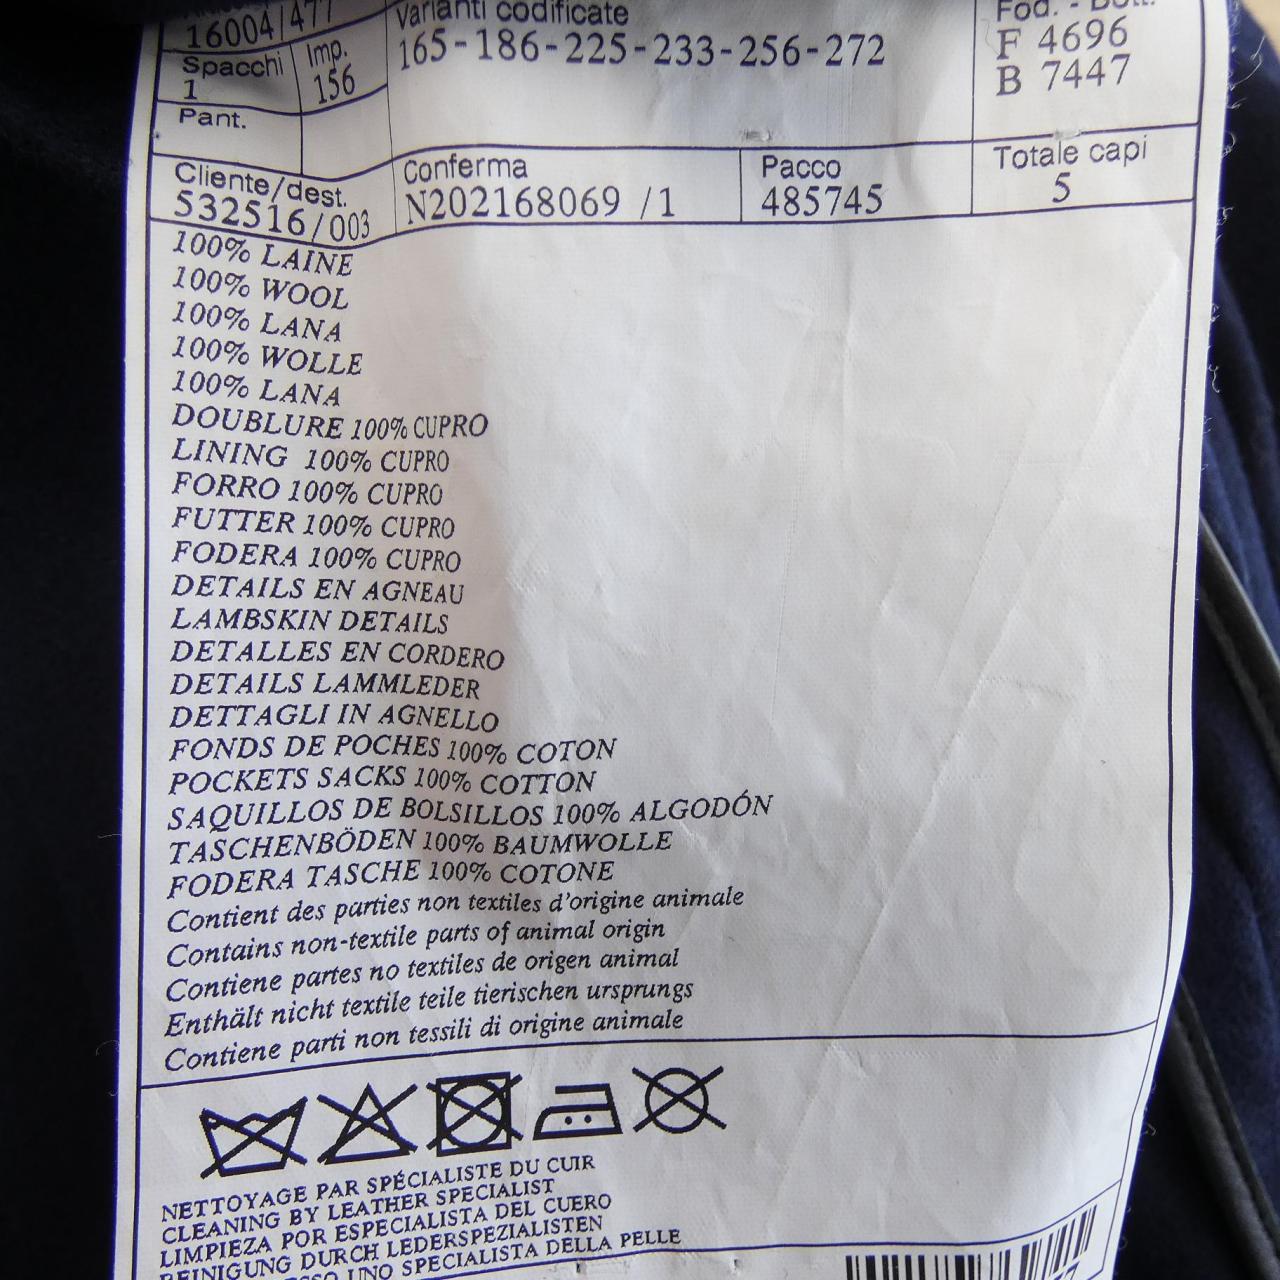 16004/477
Varianti codificate
165-186-225-233-256-272
Fod. - Bott.
F 4696
B 7447
Spacchi
1
Imp.
156
Pant.
Cliente/dest.
532516/003
Conferma
N202168069 /1
Pacco
485745
Totale capi
5
100% LAINE
100% WOOL
100% LANA
100% WOLLE
100% LANA
DOUBLURE 100% CUPRO
LINING 100% CUPRO
FORRO 100% CUPRO
FUTTER 100% CUPRO
FODERA 100% CUPRO
DETAILS EN AGNEAU
LAMBSKIN DETAILS
DETALLES EN CORDERO
DETAILS LAMMLEDER
DETTAGLI IN AGNELLO
FONDS DE POCHES 100% COTON
POCKETS SACKS 100% COTTON
SAQUILLOS DE BOLSILLOS 100% ALGODÓN
TASCHENBÖDEN 100% BAUMWOLLE
FODERA TASCHE 100% COTONE
Contient des parties non textiles d'origine animale
Contains non-textile parts of animal origin
Contiene partes no textiles de origen animal
Enthält nicht textile teile tierischen ursprungs
Contiene parti non tessili di origine animale
NETTOYAGE PAR SPÉCIALISTE DU CUIR
CLEANING BY LEATHER SPECIALIST
LIMPIEZA POR ESPECIALISTA DEL CUERO
REINIGUNG DURCH LEDERSPEZIALISTEN
UNO SPECIALISTA DELLA PELLE